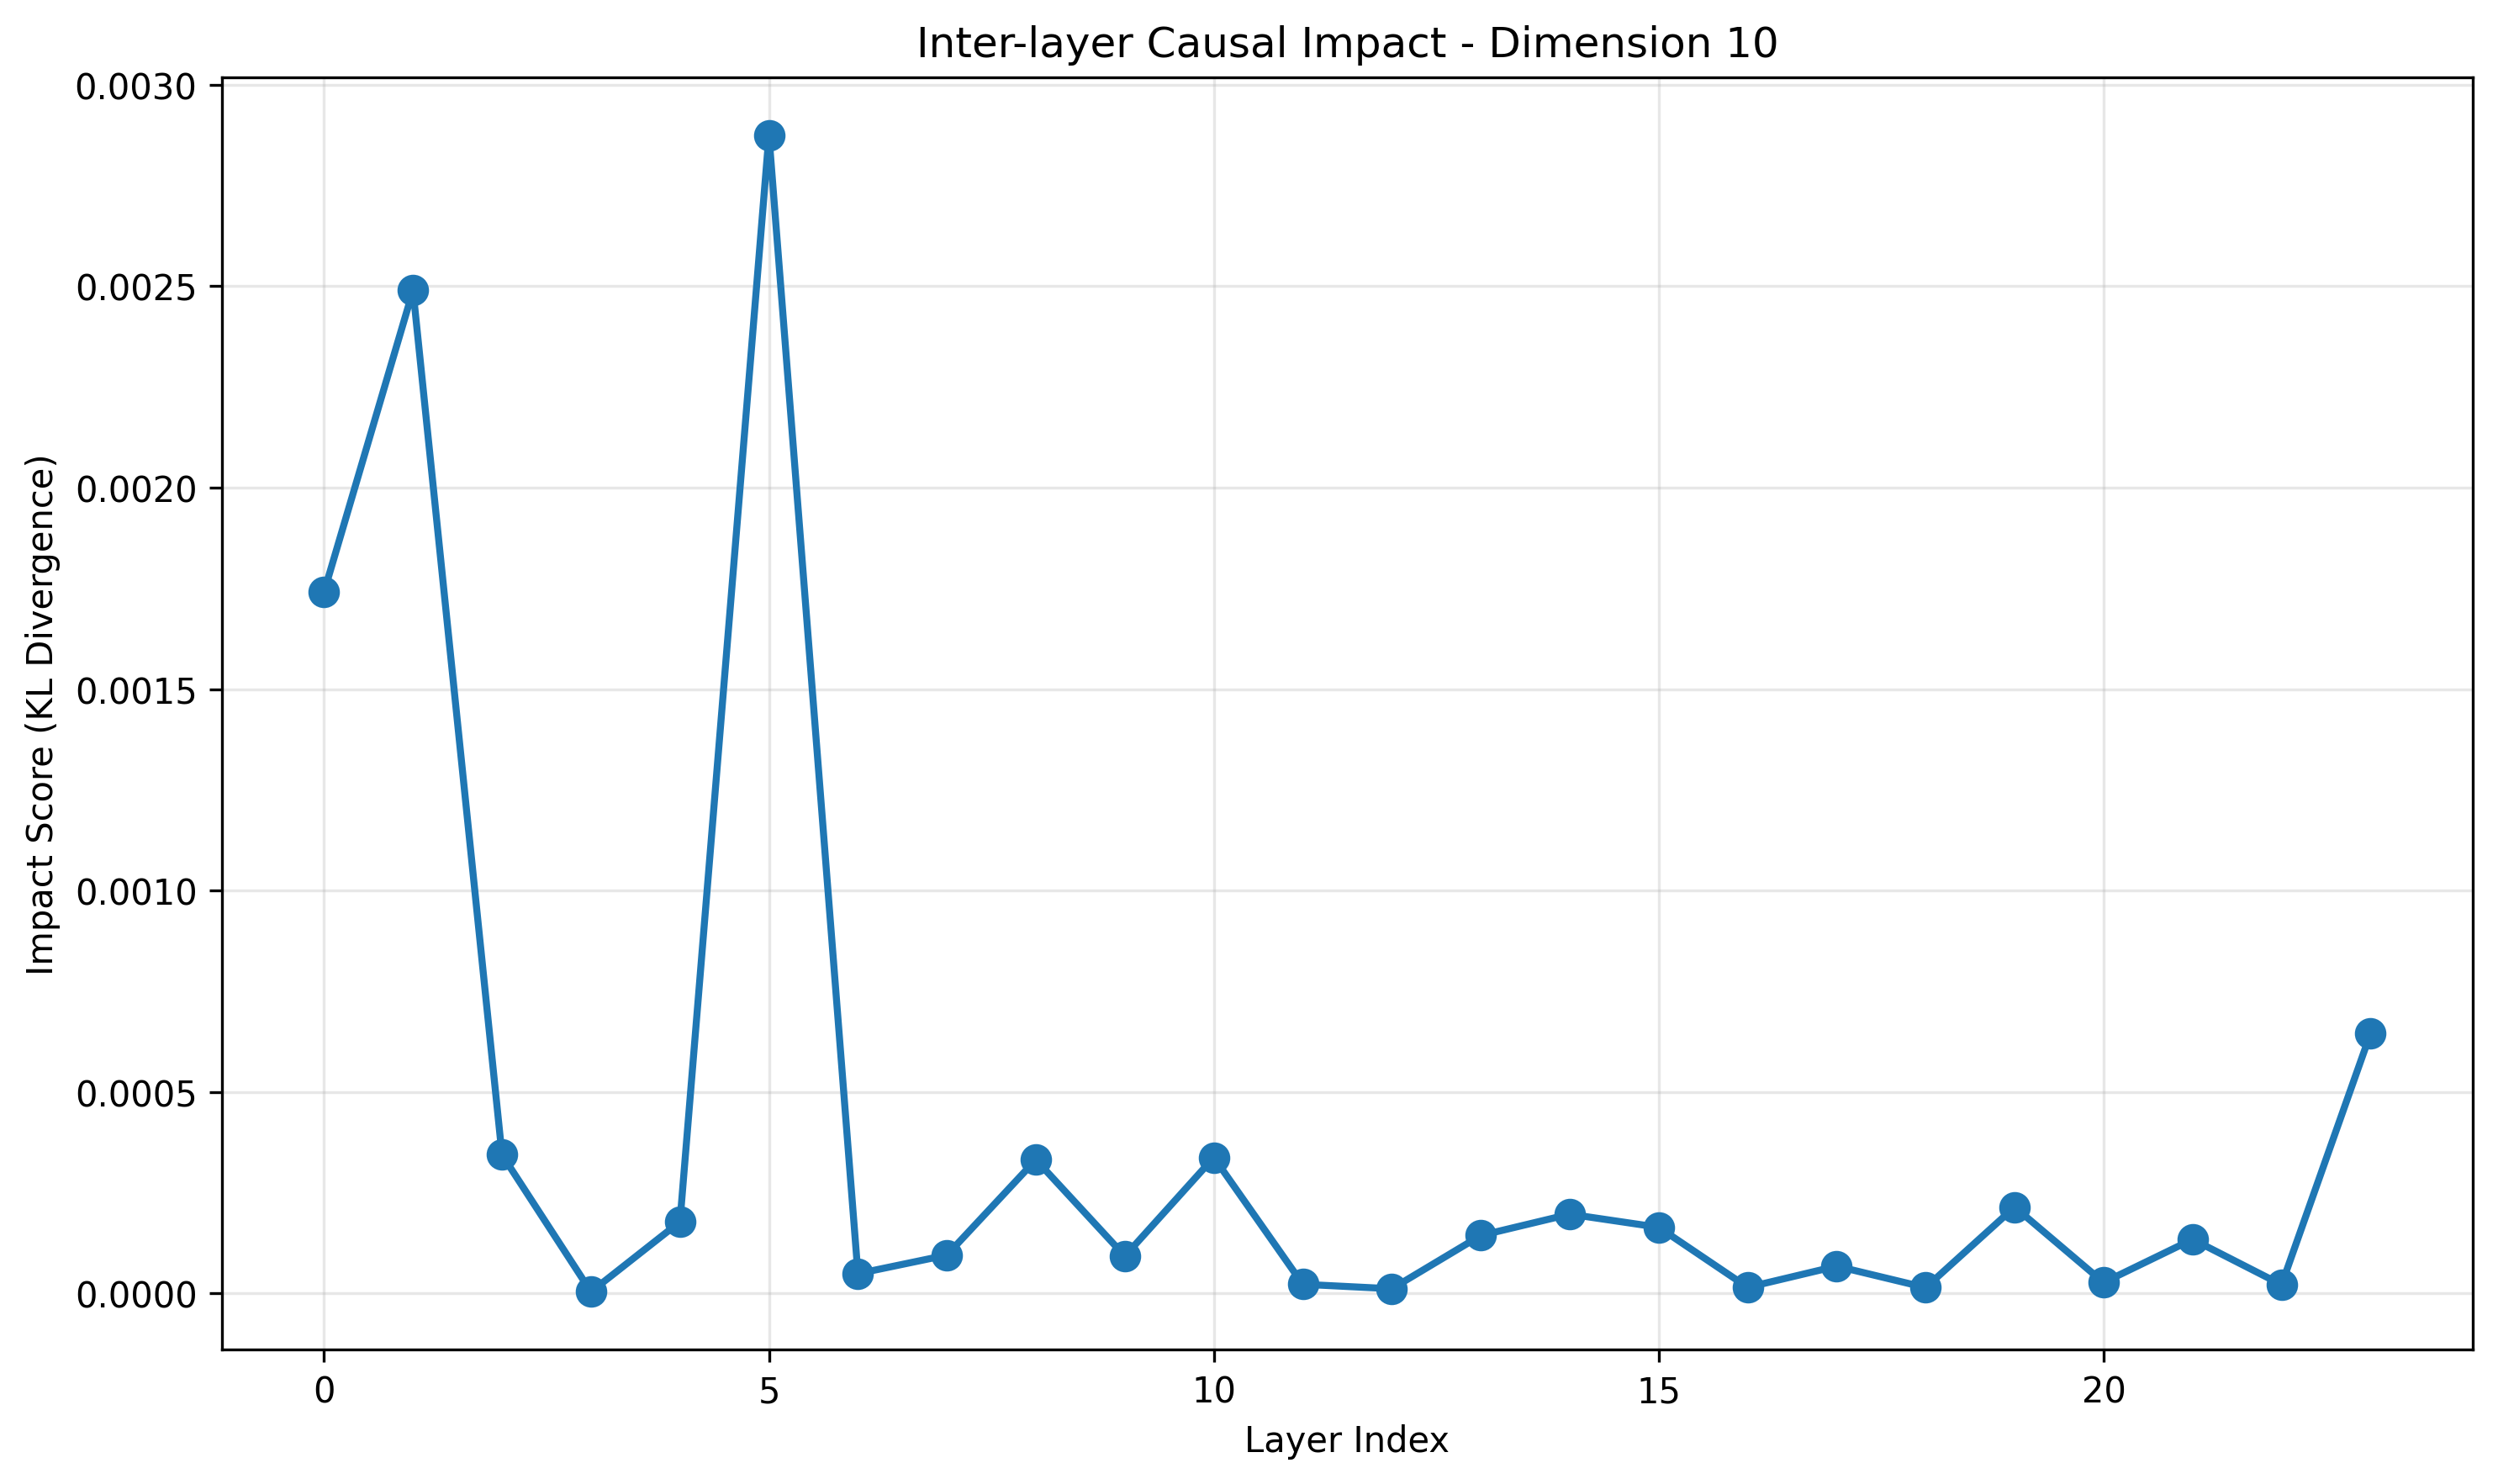 Inter-layer Causal Impact - Dimension 10
0.0030
0.0025
0.0020
0.0015
0.0010
0.0005
0.0000
Impact Score (KL Divergence)
0 5 10 15 20
Layer Index